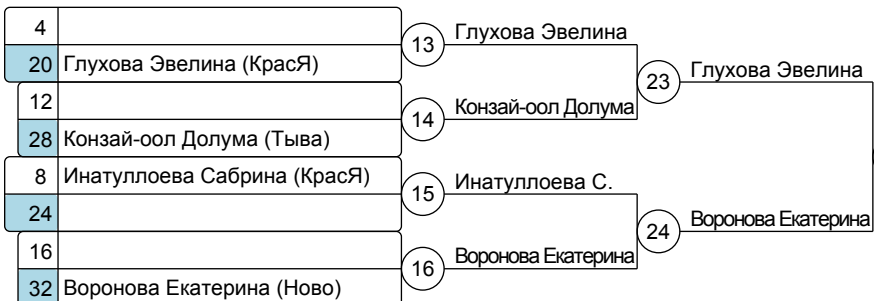 4
20 Глухова Эвелина (КрасЯ)
12
28 Конзай-оол Долума (Тыва)
8 Инатуллоева Сабрина (КрасЯ)
24
16
32 Воронова Екатерина (Ново)
13 Глухова Эвелина
14 Конзай-оол Долума
15 Инатуллоева С.
16 Воронова Екатерина
23 Глухова Эвелина
24 Воронова Екатерина